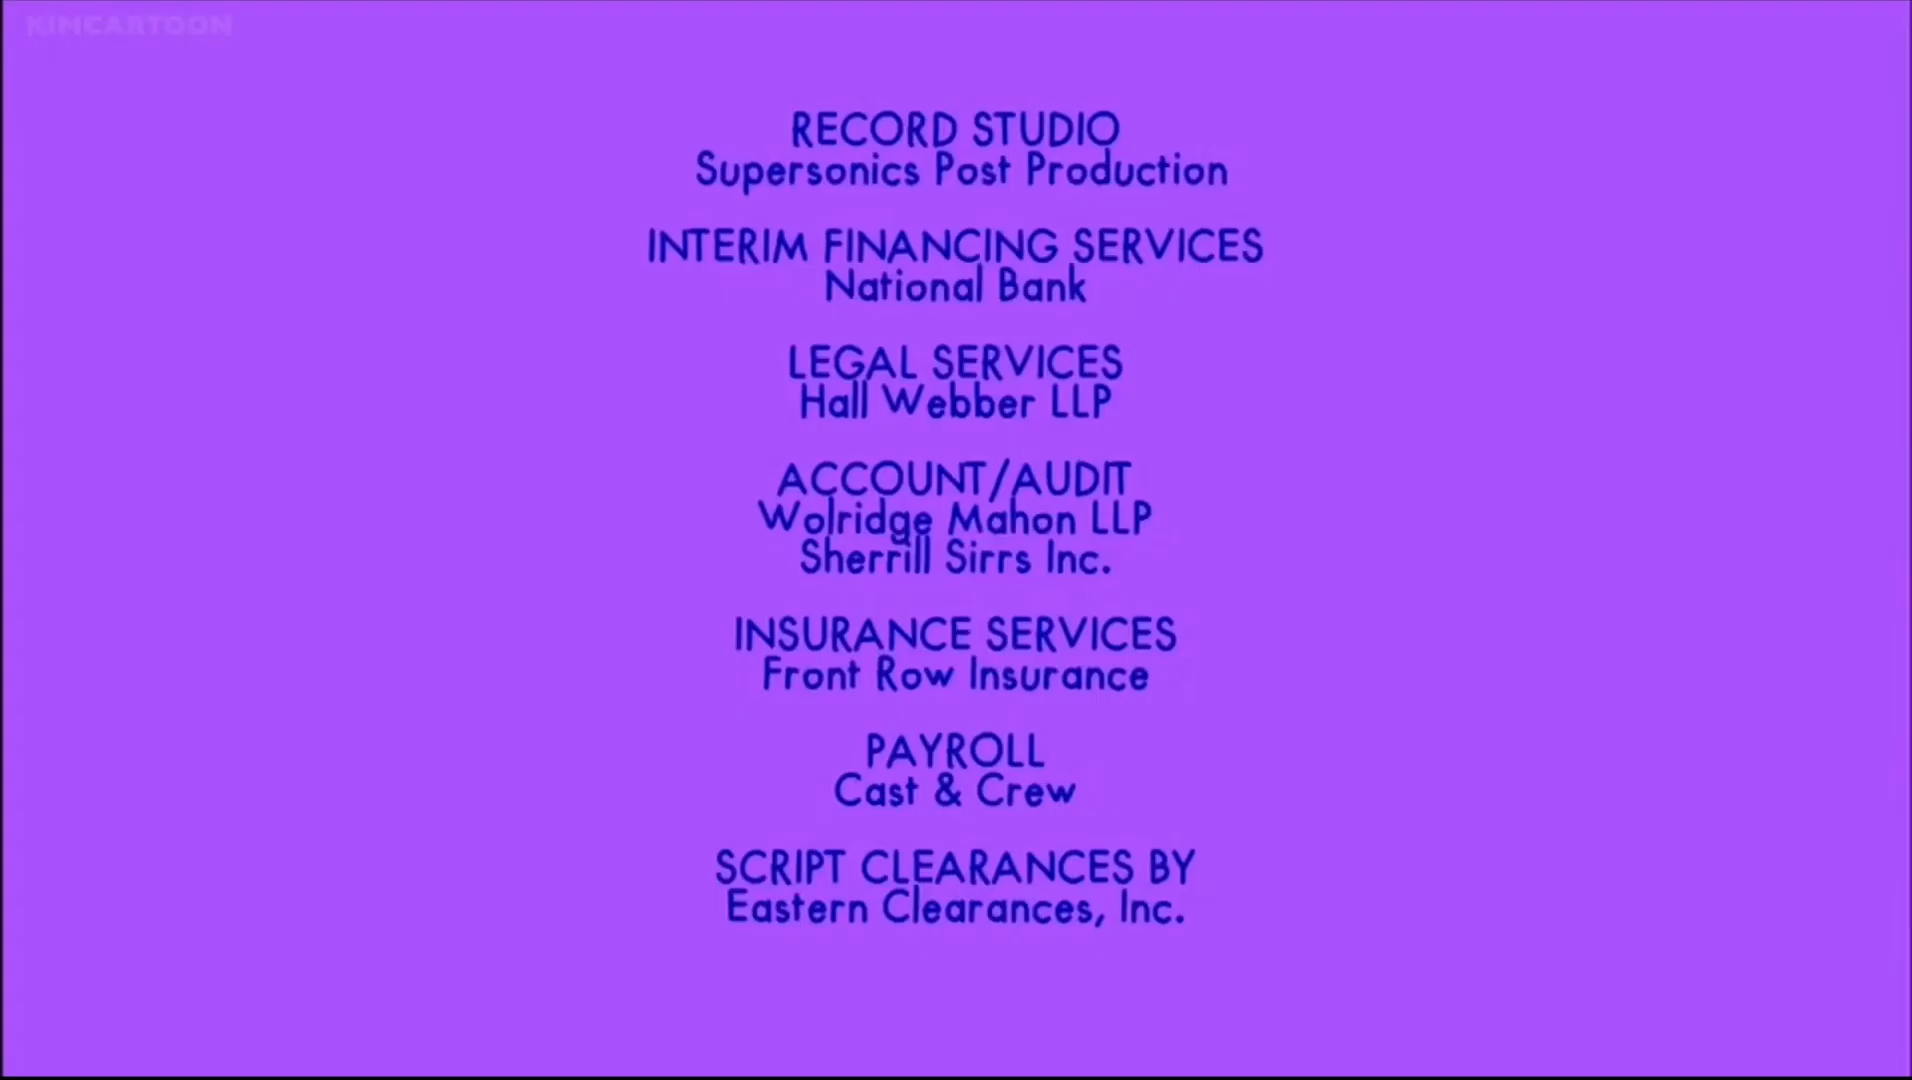 KIMCARTOON
RECORD STUDIO
Supersonics Post Production
INTERIM FINANCING SERVICES
National Bank
LEGAL SERVICES
Hall Webber LLP
ACCOUNT/AUDIT
Wolridge Mahon LLP
Sherrill Sirrs Inc.
INSURANCE SERVICES
Front Row Insurance
PAYROLL
Cast & Crew
SCRIPT CLEARANCES BY
Eastern Clearances, Inc.